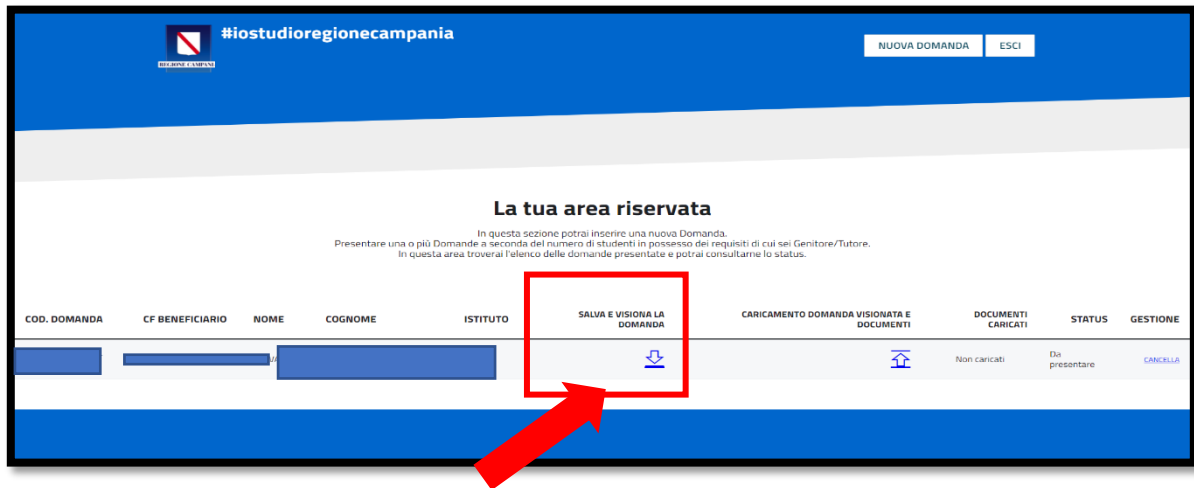 #iostudioregionecampania
REGIONE CAMPANI
NUOVA DOMANDA ESCI
La tua area riservata
In questa sezione potrai inserire una nuova Domanda.
Presentare una o più Domande a seconda del numero di studenti in possesso dei requisiti di cui sei Genitore/Tutore.
In questa area troverai l'elenco delle domande presentate e potrai consultarne lo status.
COD. DOMANDA CF BENEFICIARIO NOME COGNOME ISTITUTO SALVA E VISIONA LA DOMANDA CARICAMENTO DOMANDA VISIONATA E DOCUMENTI DOCUMENTI CARICATI STATUS GESTIONE
Non caricati Da presentare CANCELLA